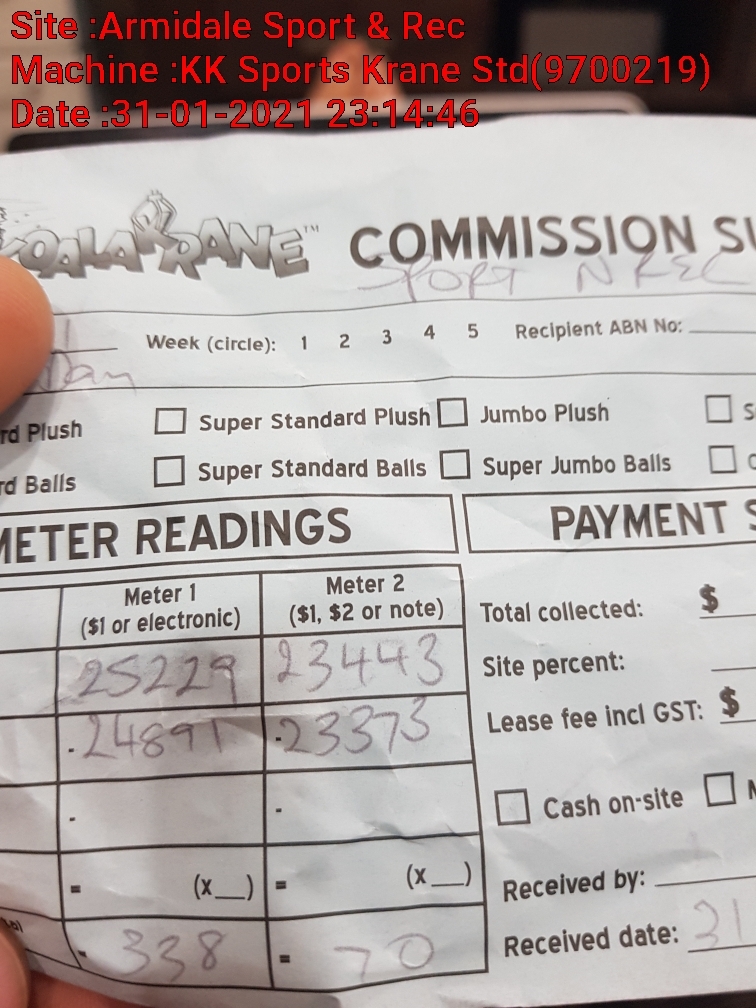 Site :Armidale Sport & Rec
Machine :KK Sports Krane Std(9700219)
Date :31-01-2021 23:14:46
KOALA KRANE™ COMMISSION SU
SPORT N REC
Week (circle): 1 2 3 4 5 Recipient ABN No:
Jan
rd Plush Super Standard Plush Jumbo Plush S
rd Balls Super Standard Balls Super Jumbo Balls
METER READINGS PAYMENT S
Meter 1 Meter 2
($1 or electronic) ($1, $2 or note)
Total collected: $
25229 23443
Site percent:
- 24891 - 23373
Lease fee incl GST: $
- -
Cash on-site
= (x__) = (x__)
Received by:
= 338 = 70
Received date: 31